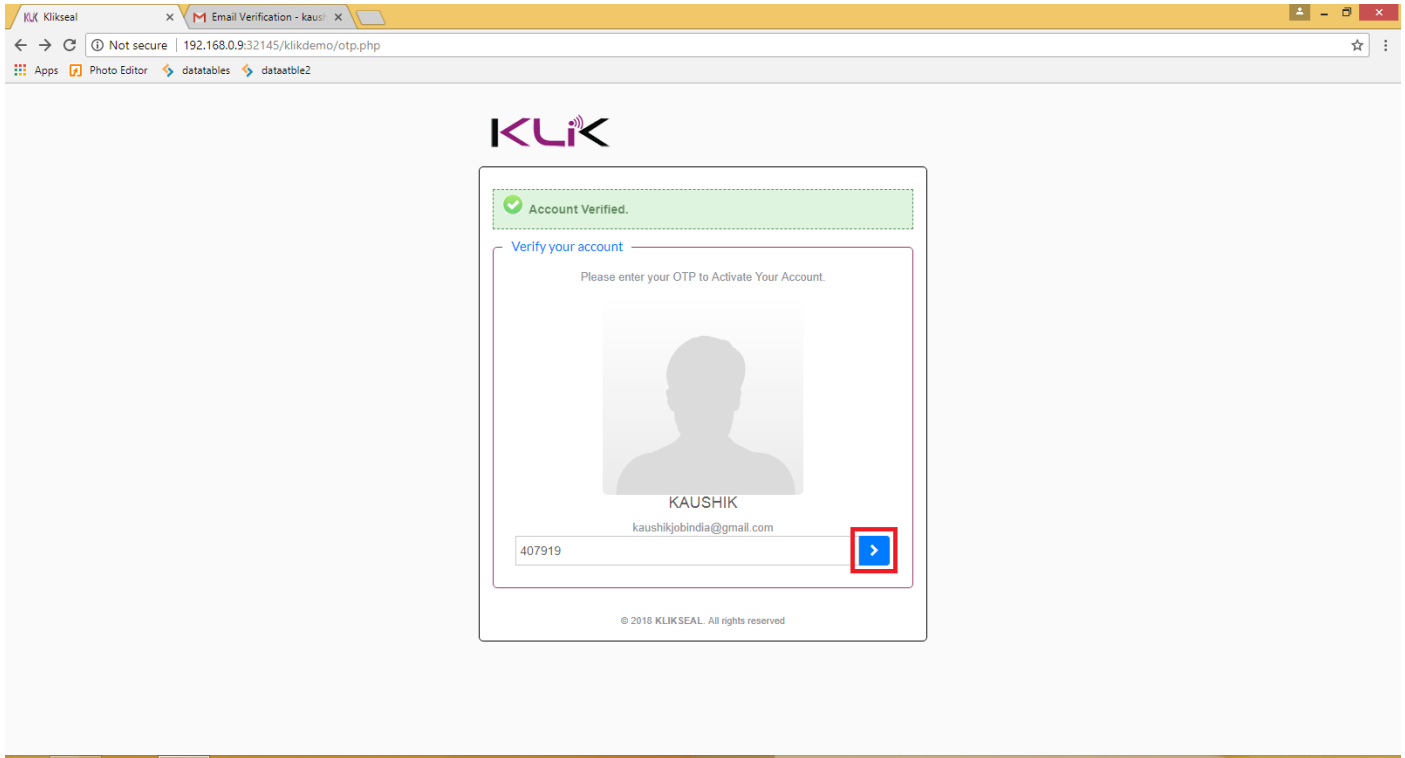 KLiK Klikseal
Email Verification - kaush
Not secure | 192.168.0.9:32145/klikdemo/otp.php
Apps Photo Editor datatables dataatble2
KLiK
Account Verified.
Verify your account
Please enter your OTP to Activate Your Account.
KAUSHIK
kaushikjobindia@gmail.com
407919
© 2018 KLIKSEAL. All rights reserved